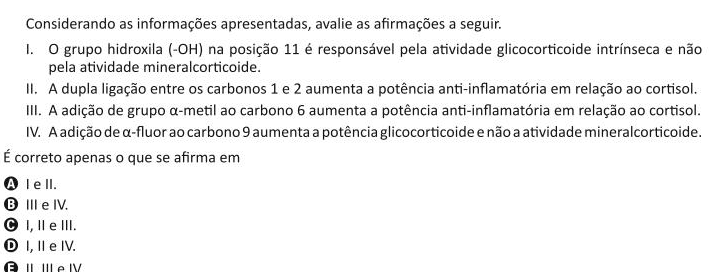 Considerando as informações apresentadas, avalie as afirmações a seguir.
I. O grupo hidroxila (-OH) na posição 11 é responsável pela atividade glicocorticoide intrínseca e não
pela atividade mineralcorticoide.
II. A dupla ligação entre os carbonos 1 e 2 aumenta a potência anti-inflamatória em relação ao cortisol.
III. A adição de grupo α-metil ao carbono 6 aumenta a potência anti-inflamatória em relação ao cortisol.
IV. A adição de α-fluor ao carbono 9 aumenta a potência glicocorticoide e não a atividade mineralcorticoide.
É correto apenas o que se afirma em
A I e II.
B III e IV.
C I, II e III.
D I, II e IV.
E II, III e IV